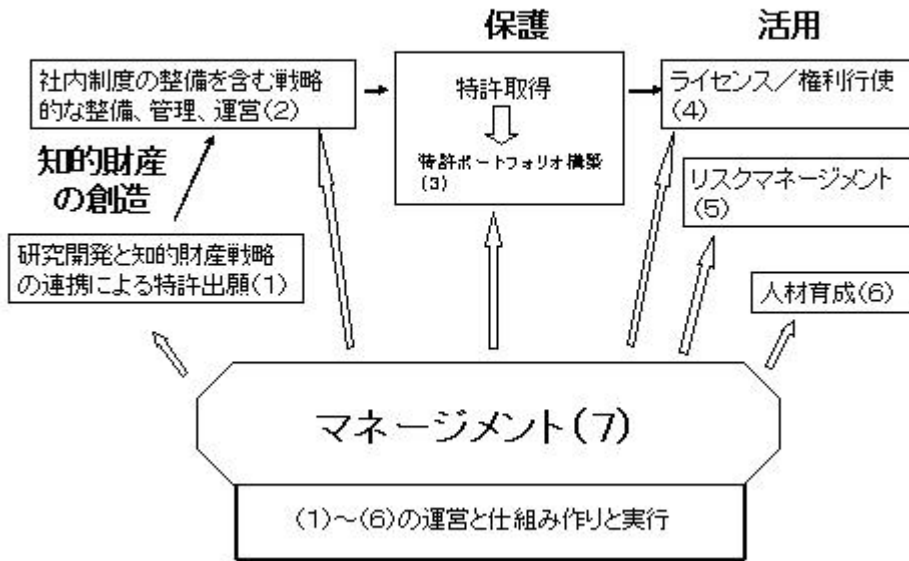 保護
活用
社内制度の整備を含む戦略
的な整備、管理、運営(2)
特許取得
特許ポートフォリオ構築
(3)
ライセンス/権利行使
(4)
知的財産
の創造
リスクマネージメント
(5)
研究開発と知的財産戦略
の連携による特許出願(1)
人材育成(6)
マネージメント(7)
(1)～(6)の運営と仕組み作りと実行